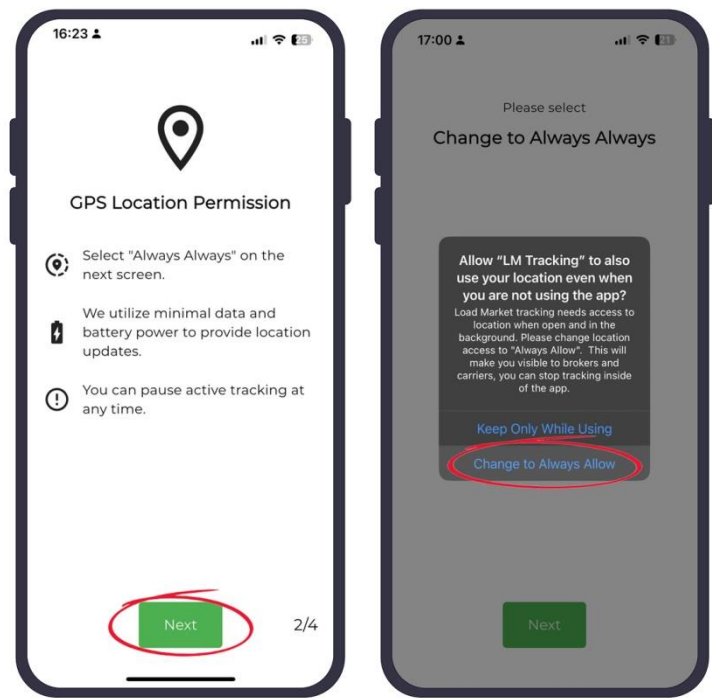 16:23
25
GPS Location Permission
Select "Always Always" on the
next screen.
We utilize minimal data and
battery power to provide location
updates.
You can pause active tracking at
any time.
Next
2/4
17:00
21
Please select
Change to Always Always
Allow “LM Tracking” to also
use your location even when
you are not using the app?
Load Market tracking needs access to
location when open and in the
background. Please change location
access to "Always Allow".  This will
make you visible to brokers and
carriers, you can stop tracking inside
of the app.
Keep Only While Using
Change to Always Allow
Next